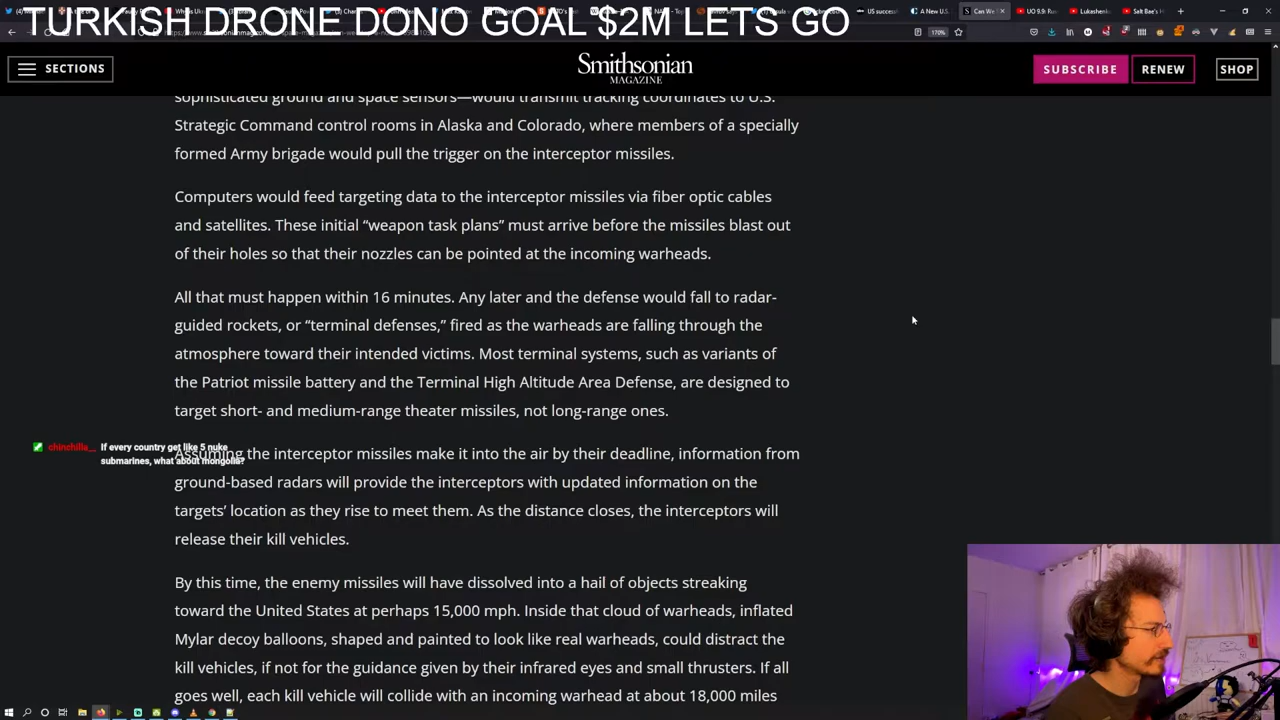 TURKISH DRONE DONO GOAL $2M LETS GO
US success
A New U.S.
Can We
UO 9.9: Ru
Lukashenk
Salt Bae's H
170%
SECTIONS
Smithsonian
MAGAZINE
SUBSCRIBE
RENEW
SHOP
sophisticated ground and space sensors—would transmit tracking coordinates to U.S.
Strategic Command control rooms in Alaska and Colorado, where members of a specially
formed Army brigade would pull the trigger on the interceptor missiles.
Computers would feed targeting data to the interceptor missiles via fiber optic cables
and satellites. These initial “weapon task plans” must arrive before the missiles blast out
of their holes so that their nozzles can be pointed at the incoming warheads.
All that must happen within 16 minutes. Any later and the defense would fall to radar-
guided rockets, or “terminal defenses,” fired as the warheads are falling through the
atmosphere toward their intended victims. Most terminal systems, such as variants of
the Patriot missile battery and the Terminal High Altitude Area Defense, are designed to
target short- and medium-range theater missiles, not long-range ones.
chinchilla__ If every country get like 5 nuke
submarines, what about mongolia?
Assuming the interceptor missiles make it into the air by their deadline, information from
ground-based radars will provide the interceptors with updated information on the
targets’ location as they rise to meet them. As the distance closes, the interceptors will
release their kill vehicles.
By this time, the enemy missiles will have dissolved into a hail of objects streaking
toward the United States at perhaps 15,000 mph. Inside that cloud of warheads, inflated
Mylar decoy balloons, shaped and painted to look like real warheads, could distract the
kill vehicles, if not for the guidance given by their infrared eyes and small thrusters. If all
goes well, each kill vehicle will collide with an incoming warhead at about 18,000 miles